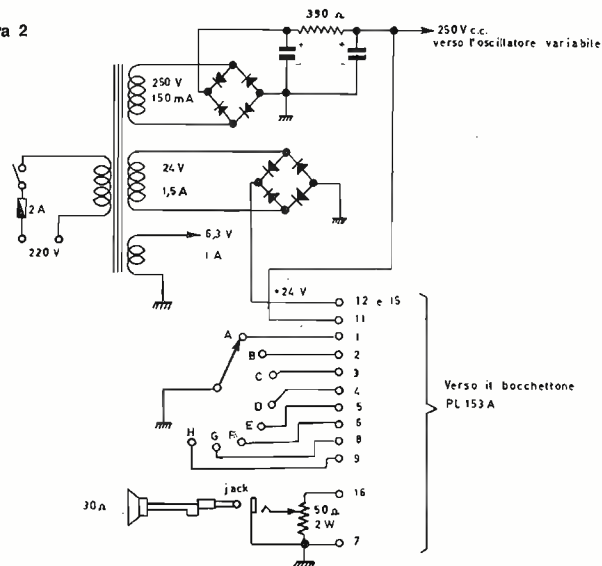 ra 2
390 Ω
250 V c.c.
verso l'oscillatore variabile
+
+
250 V
150 mA
24 V
1,5 A
2 A
220 V
6,3 V
1 A
+24 V
12 e 15
11
A
1
B
2
C
3
D
4
E
5
F
6
G
8
H
9
Verso il bocchettone
PL 153 A
jack
16
30 Ω
50 Ω
2 W
7